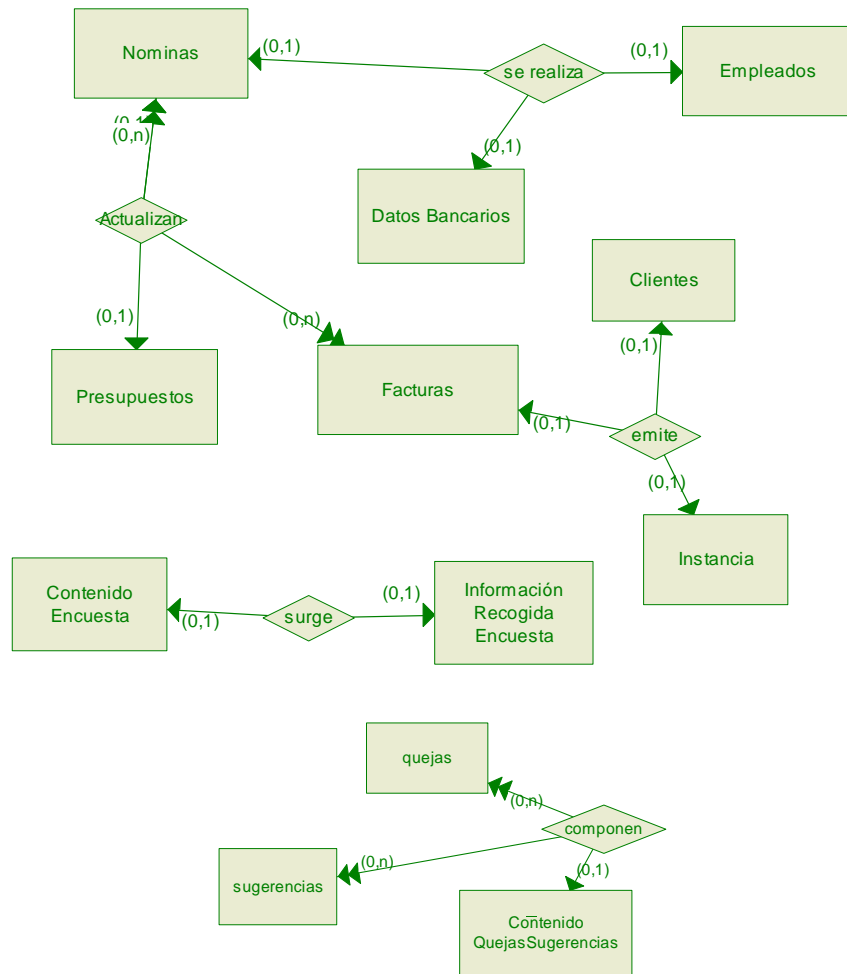 Nominas
(0,1)
se realiza
(0,1)
Empleados
(0,n)
(0,1)
Datos Bancarios
Actualizan
Clientes
(0,1)
(0,n)
(0,1)
Presupuestos
Facturas
(0,1)
emite
(0,1)
Instancia
Contenido
Encuesta
(0,1)
surge
(0,1)
Información
Recogida
Encuesta
quejas
(0,n)
componen
(0,n)
sugerencias
(0,1)
Contenido
QuejasSugerencias